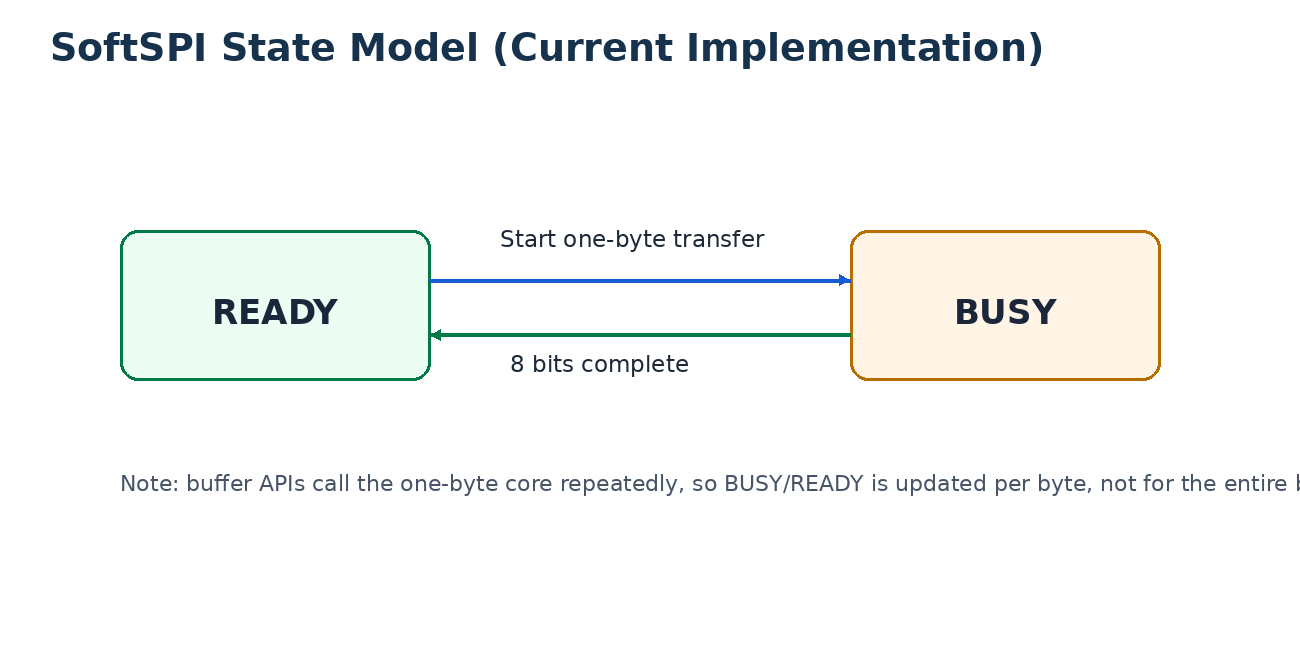 SoftSPI State Model (Current Implementation)
Start one-byte transfer
READY
BUSY
8 bits complete
Note: buffer APIs call the one-byte core repeatedly, so BUSY/READY is updated per byte, not for the entire